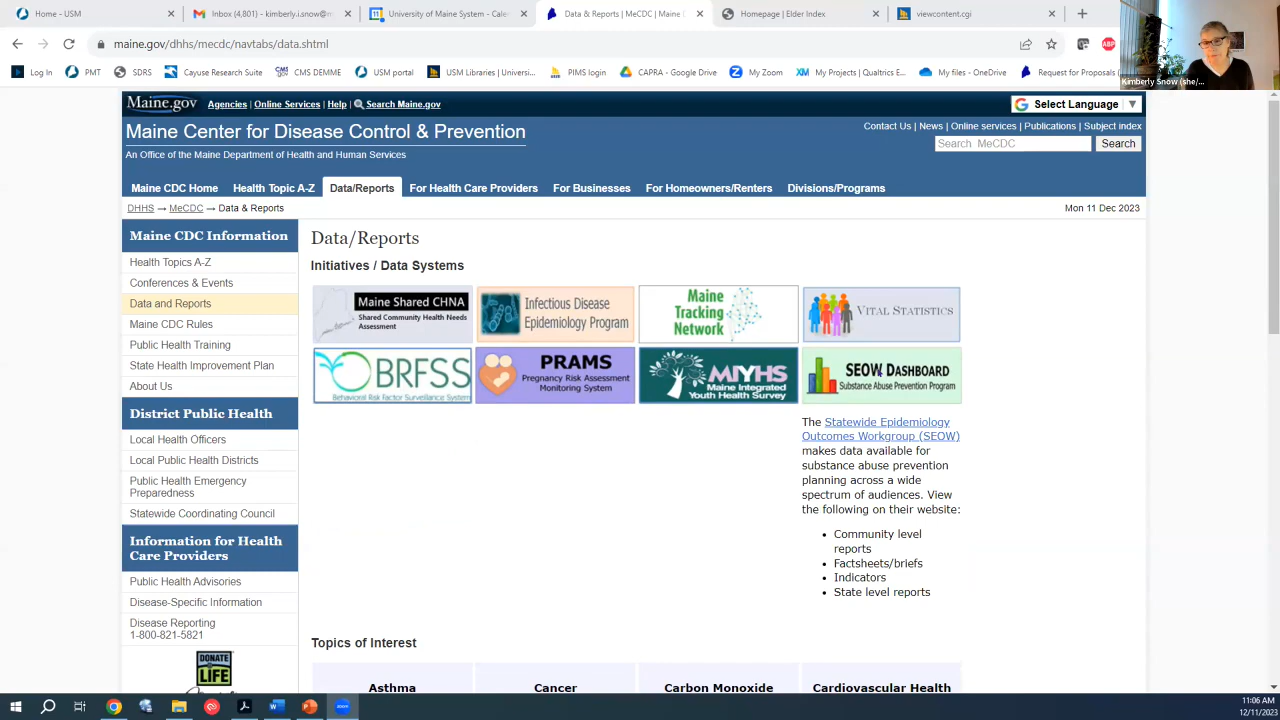 Home - USM
Inbox (4,801) - kimberly.i.snow@m
University of Maine System - Cale
Data & Reports | MeCDC | Maine
Homepage | Elder Index
viewcontent.cgi
maine.gov/dhhs/mecdc/navtabs/data.shtml
ABP
Log In
PMT
SDRS
Cayuse Research Suite
CMS DEMME
USM portal
USM Libraries | Universi...
PIMS login
CAPRA - Google Drive
My Zoom
XM My Projects | Qualtrics E...
My files - OneDrive
Request for Proposals
Kimberly Snow (she/...
Maine.gov
Agencies | Online Services | Help | Search Maine.gov
Select Language
Maine Center for Disease Control & Prevention
An Office of the Maine Department of Health and Human Services
Contact Us | News | Online services | Publications | Subject index
Search MeCDC
Search
Maine CDC Home
Health Topic A-Z
Data/Reports
For Health Care Providers
For Businesses
For Homeowners/Renters
Divisions/Programs
DHHS → MeCDC → Data & Reports
Mon 11 Dec 2023
Maine CDC Information
Health Topics A-Z
Conferences & Events
Data and Reports
Maine CDC Rules
Public Health Training
State Health Improvement Plan
About Us
District Public Health
Local Health Officers
Local Public Health Districts
Public Health Emergency
Preparedness
Statewide Coordinating Council
Information for Health
Care Providers
Public Health Advisories
Disease-Specific Information
Disease Reporting
1-800-821-5821
DONATE
LIFE
Data/Reports
Initiatives / Data Systems
Maine Shared CHNA
Shared Community Health Needs
Assessment
Infectious Disease
Epidemiology Program
Maine
Tracking
Network
VITAL STATISTICS
BRFSS
Behavioral Risk Factor Surveillance System
PRAMS
Pregnancy Risk Assessment
Monitoring System
MIYHS
Maine Integrated
Youth Health Survey
SEOW DASHBOARD
Substance Abuse Prevention Program
The Statewide Epidemiology
Outcomes Workgroup (SEOW)
makes data available for
substance abuse prevention
planning across a wide
spectrum of audiences. View
the following on their website:
• Community level
reports
• Factsheets/briefs
• Indicators
• State level reports
Topics of Interest
Asthma
Cancer
Carbon Monoxide
Cardiovascular Health
11:06 AM
12/11/2023